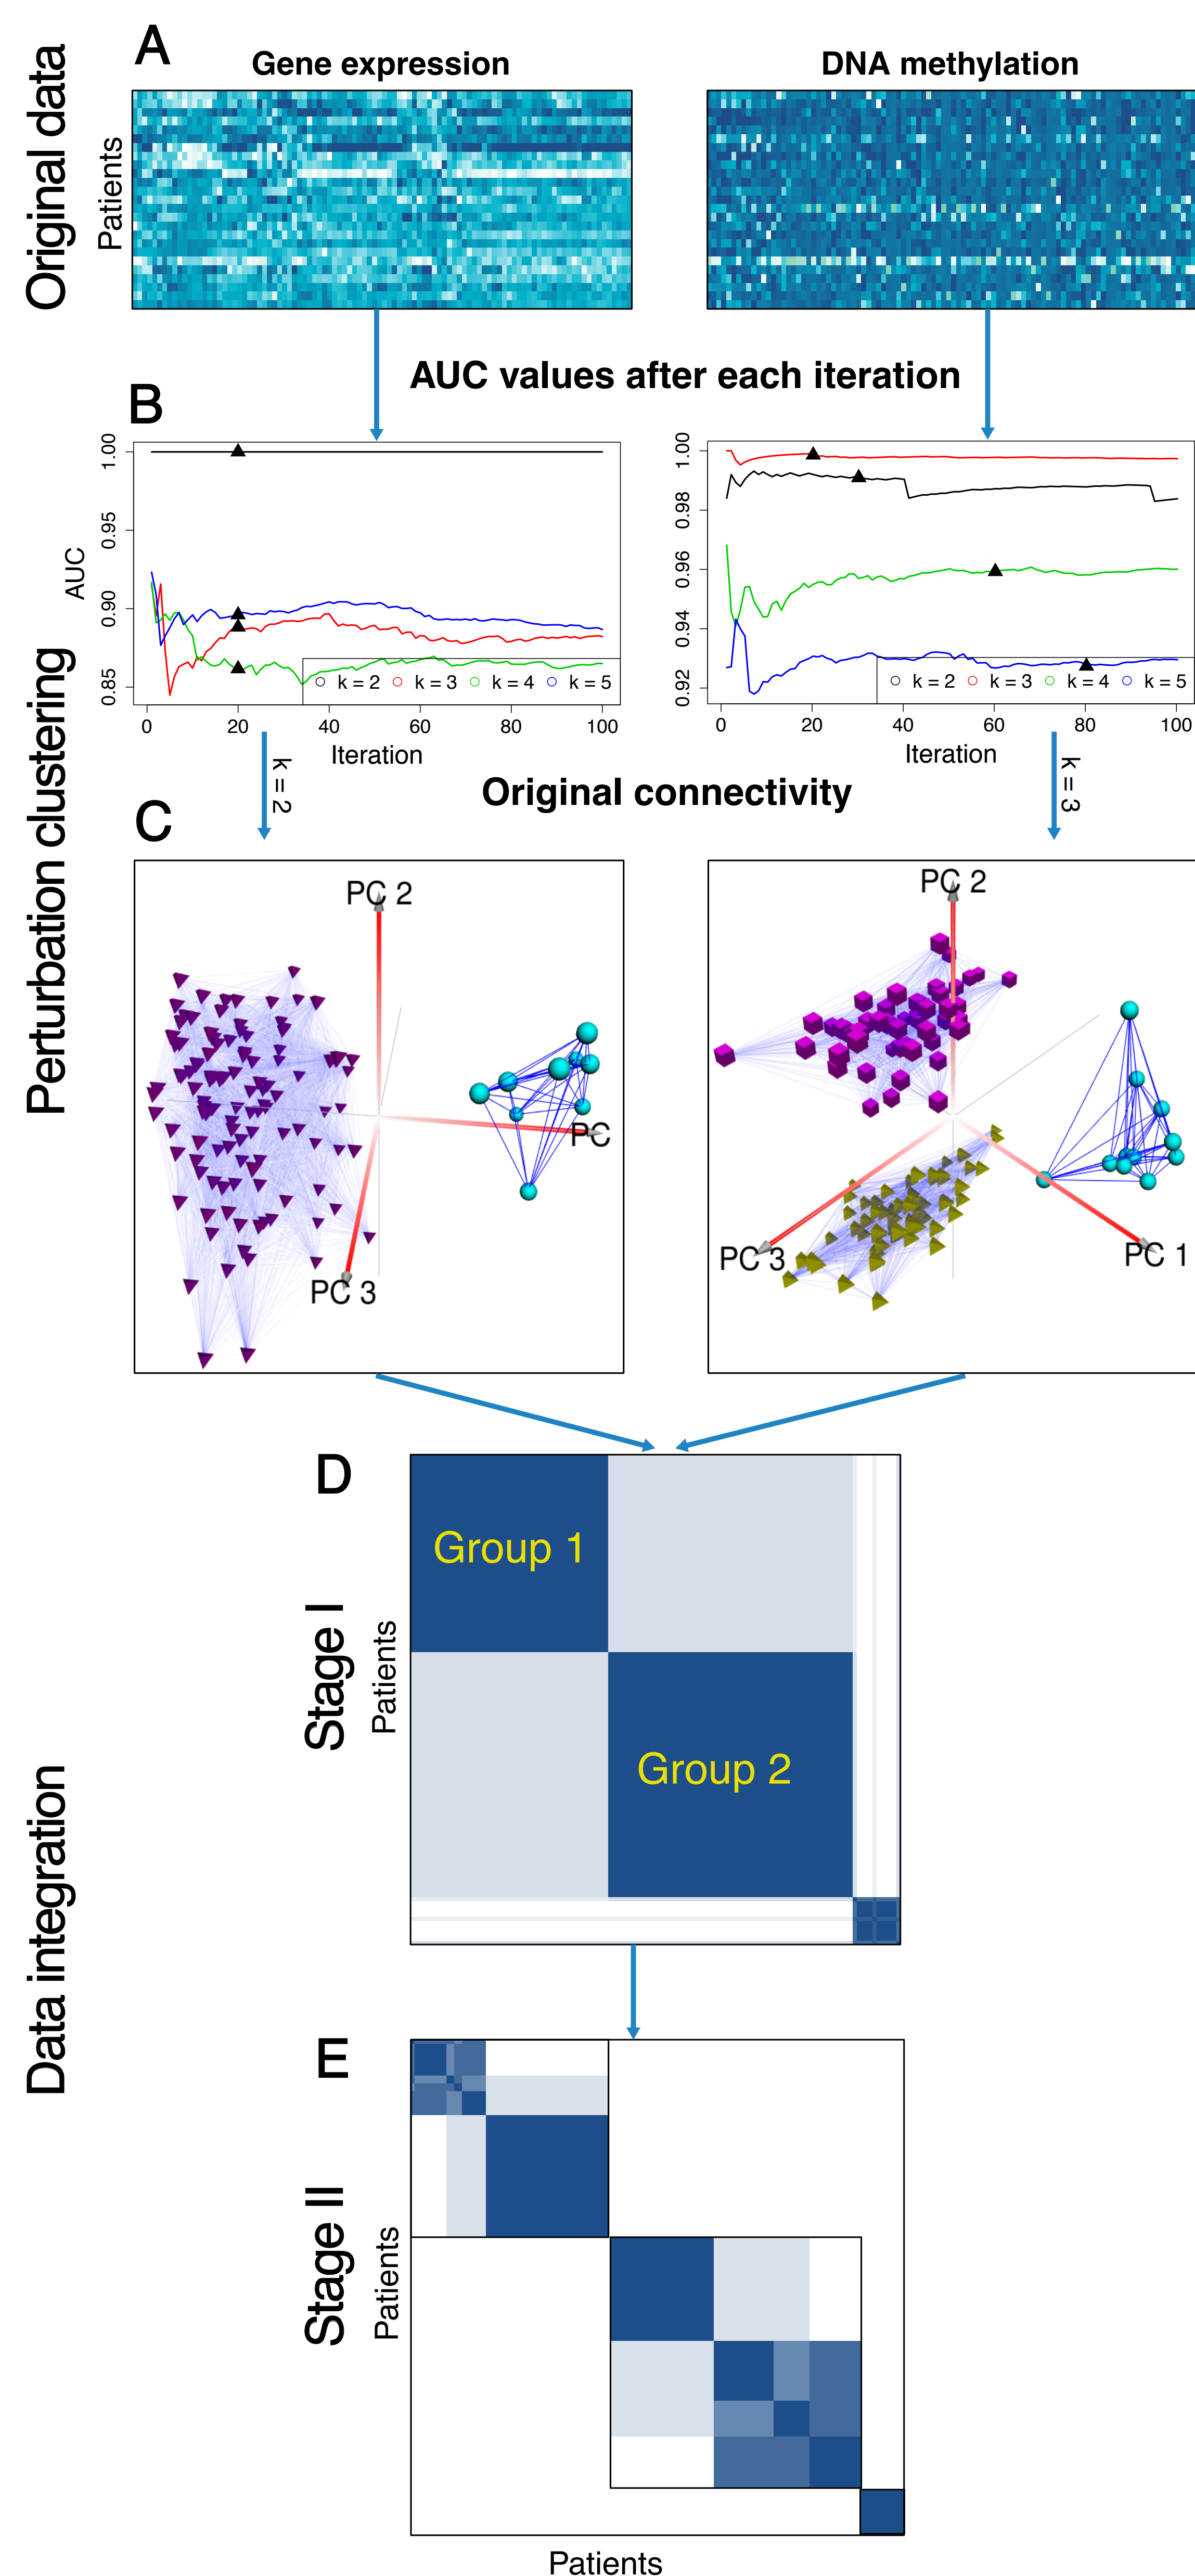 Original data
A
Gene expression
DNA methylation
Patients
AUC values after each iteration
Perturbation clustering
B
AUC
1.00
0.95
0.90
0.85
k = 2
k = 3
k = 4
k = 5
0 20 40 60 80 100
Iteration
1.00
0.98
0.96
0.94
0.92
k = 2
k = 3
k = 4
k = 5
0 20 40 60 80 100
Iteration
k = 2
k = 3
Original connectivity
C
PC 2
PC
PC 3
PC 2
PC 3
PC 1
Data integration
D
Stage I
Patients
Group 1
Group 2
E
Stage II
Patients
Patients